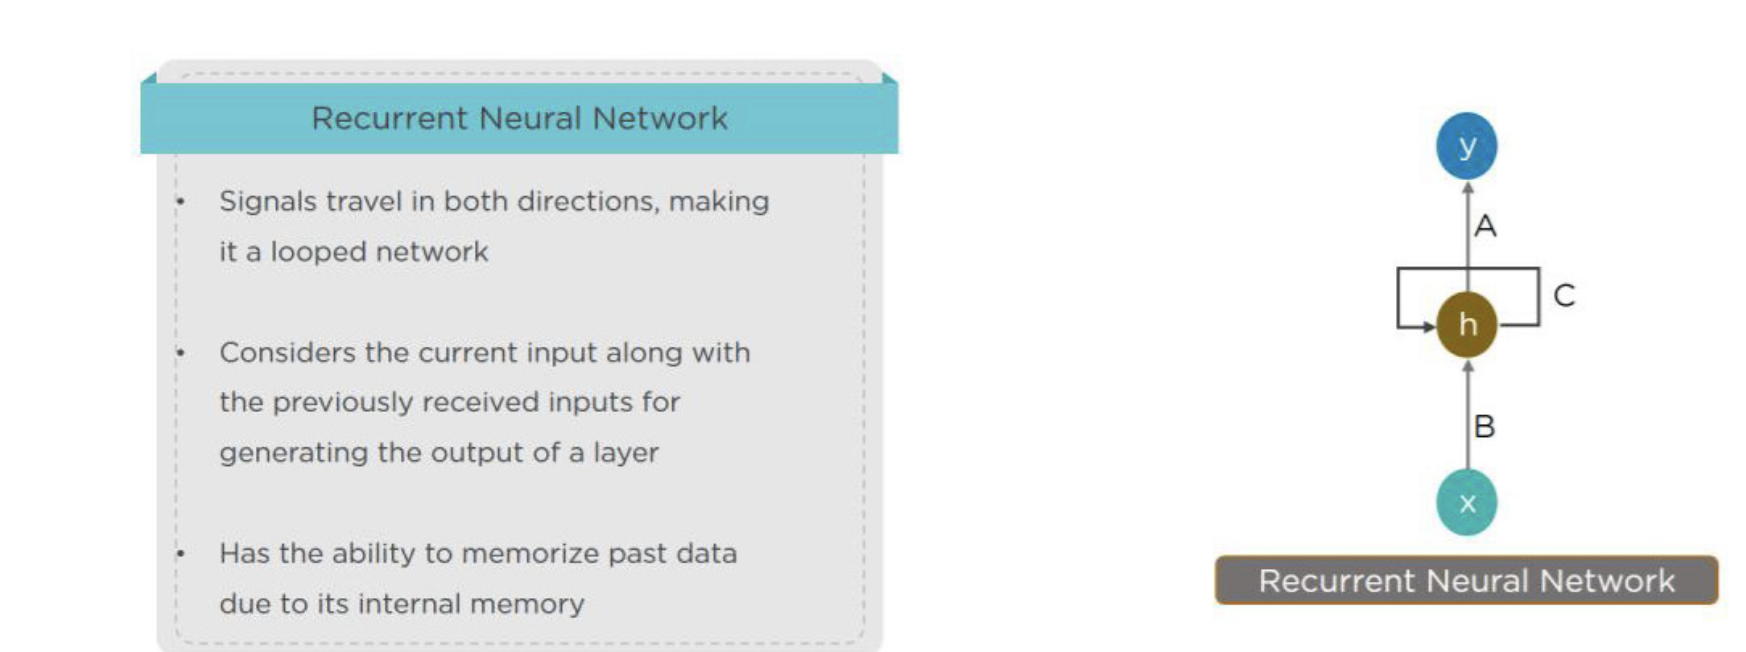 Recurrent Neural Network
• Signals travel in both directions, making
it a looped network
• Considers the current input along with
the previously received inputs for
generating the output of a layer
• Has the ability to memorize past data
due to its internal memory
y
A
C
h
B
x
Recurrent Neural Network